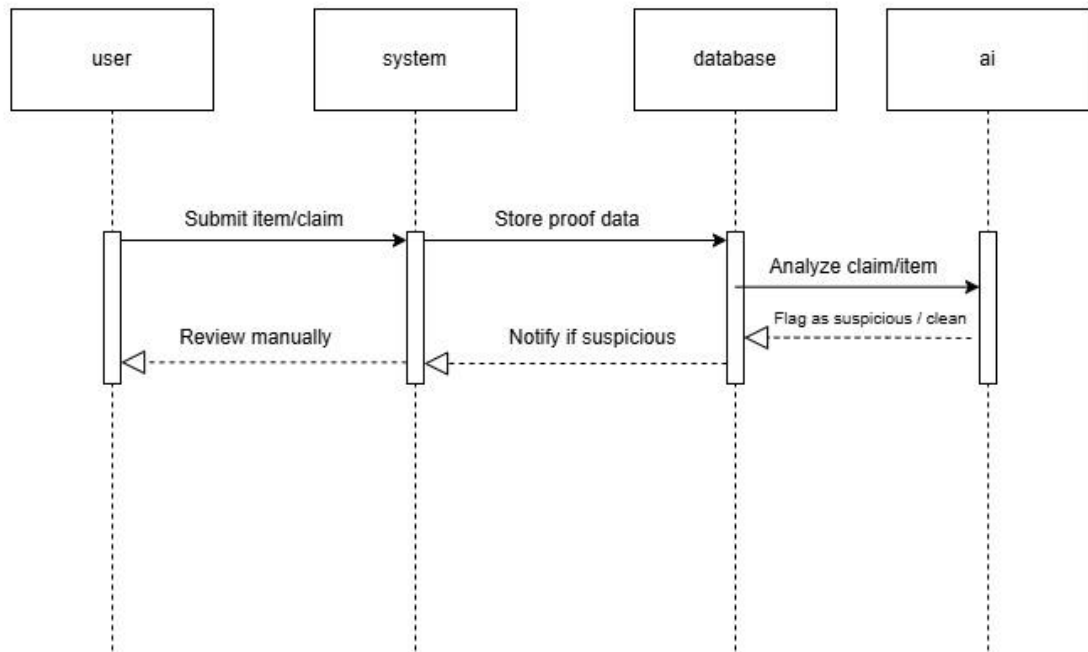 user
system
database
ai
Submit item/claim
Store proof data
Analyze claim/item
Flag as suspicious / clean
Review manually
Notify if suspicious